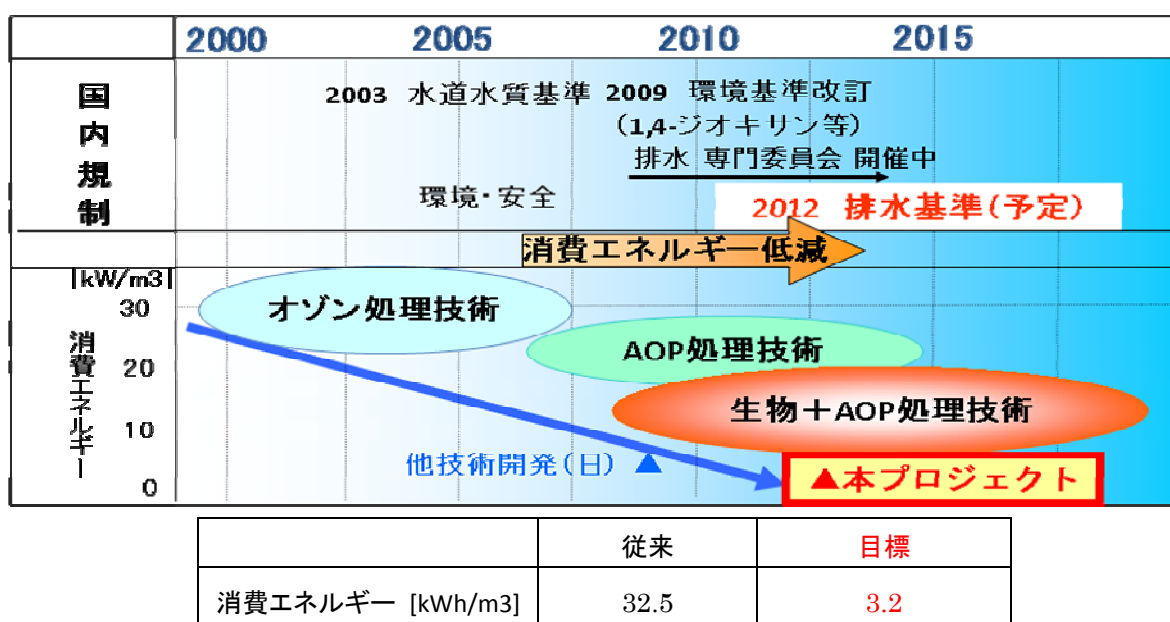 2000 2005 2010 2015
国内規制
2003 水道水質基準 2009 環境基準改訂
(1,4-ジオキサン等)
排水 専門委員会 開催中
環境・安全
2012 排水基準(予定)
消費エネルギー低減
[kW/m3]
30
20
10
0
消費エネルギー
オゾン処理技術
AOP処理技術
生物+AOP処理技術
他技術開発(日) ▲
▲本プロジェクト
従来 目標
消費エネルギー [kWh/m3] 32.5 3.2